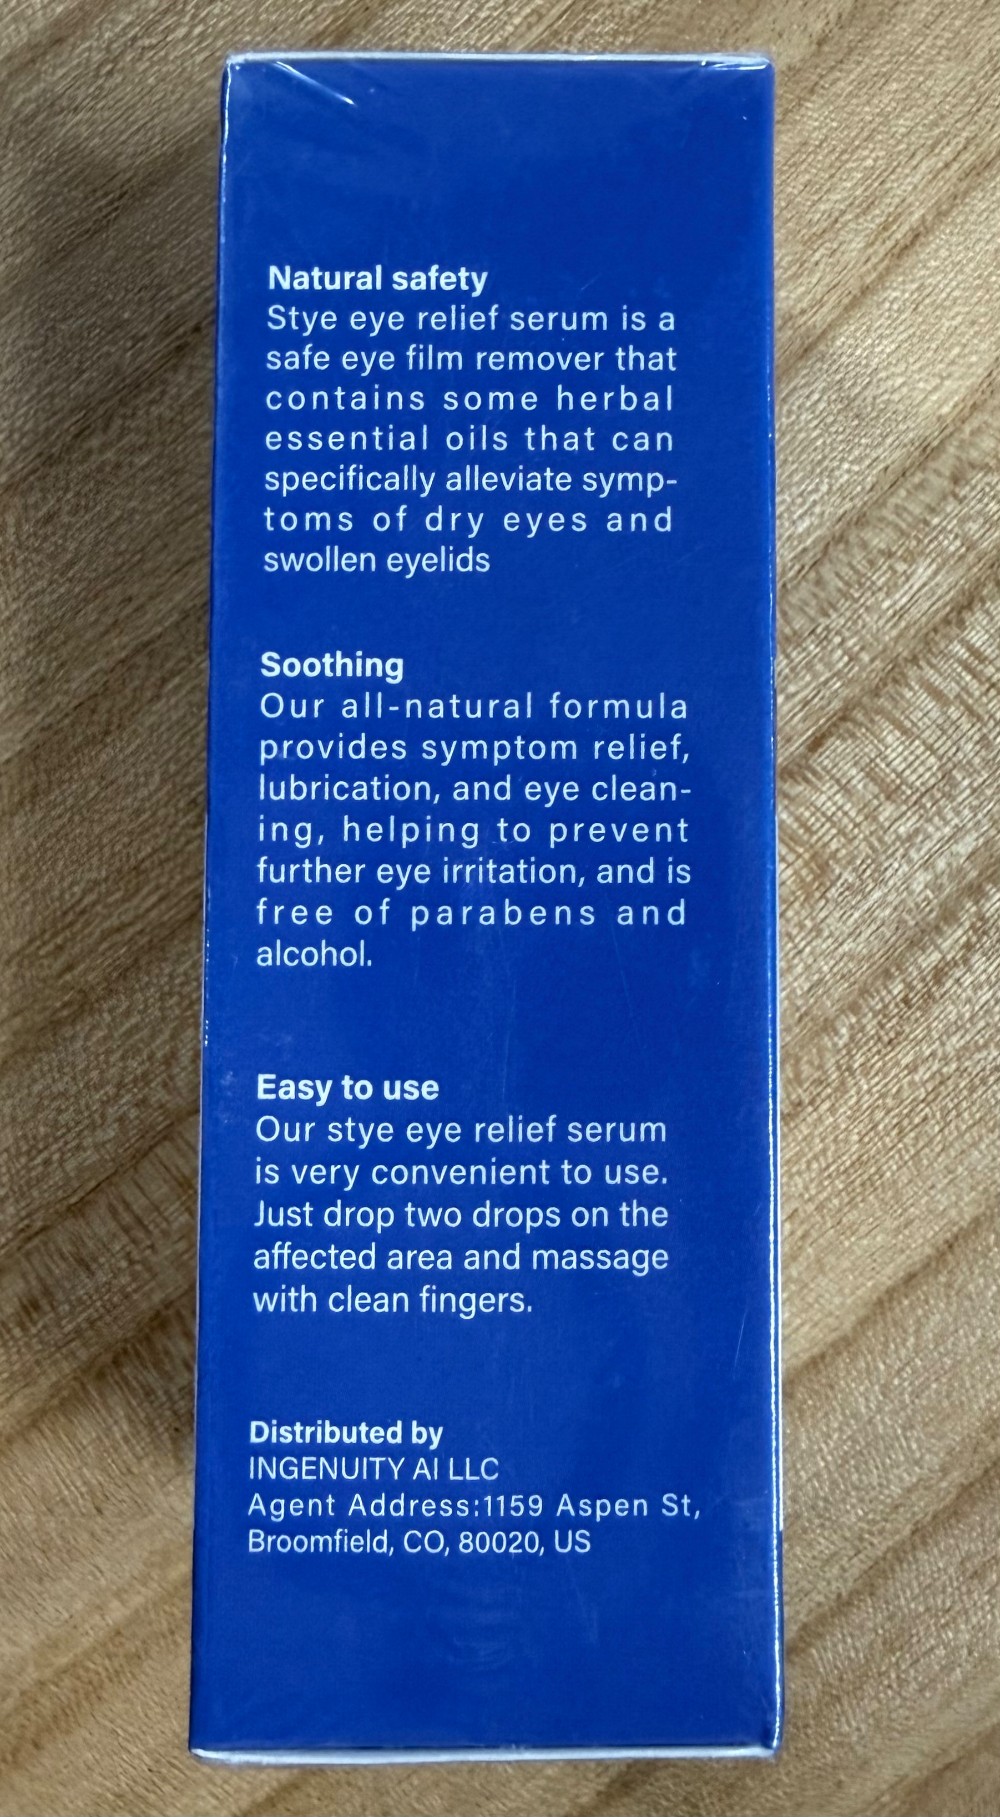 Natural safety
Stye eye relief serum is a
safe eye film remover that
contains some herbal
essential oils that can
specifically alleviate symp-
toms of dry eyes and
swollen eyelids
Soothing
Our all-natural formula
provides symptom relief,
lubrication, and eye clean-
ing, helping to prevent
further eye irritation, and is
free of parabens and
alcohol.
Easy to use
Our stye eye relief serum
is very convenient to use.
Just drop two drops on the
affected area and massage
with clean fingers.
Distributed by
INGENUITY AI LLC
Agent Address:1159 Aspen St,
Broomfield, CO, 80020, US